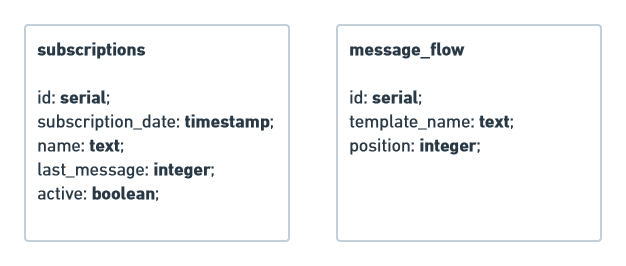 subscriptions
id: serial;
subscription_date: timestamp;
name: text;
last_message: integer;
active: boolean;
message_flow
id: serial;
template_name: text;
position: integer;